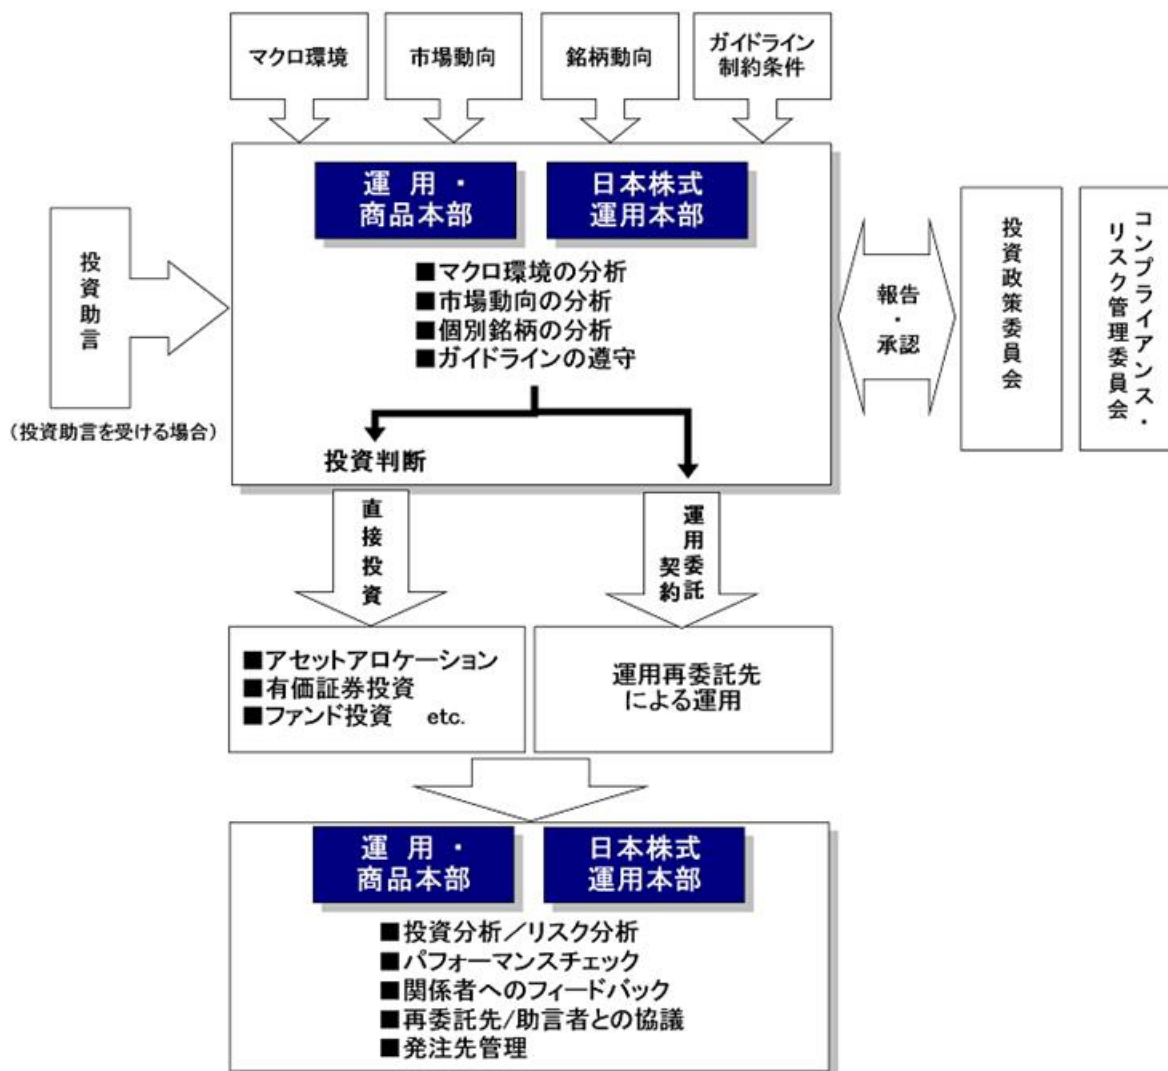 マクロ環境
市場動向
銘柄動向
ガイドライン
制約条件
運 用 ・
商品本部
日本株式
運用本部
■マクロ環境の分析
■市場動向の分析
■個別銘柄の分析
■ガイドラインの遵守
投資判断
投資助言
（投資助言を受ける場合）
報告
・
承認
投資政策委員会
コンプライアンス・
リスク管理委員会
直接投資
運用委託
契約
■アセットアロケーション
■有価証券投資
■ファンド投資 etc.
運用再委託先
による運用
運 用 ・
商品本部
日本株式
運用本部
■投資分析／リスク分析
■パフォーマンスチェック
■関係者へのフィードバック
■再委託先/助言者との協議
■発注先管理